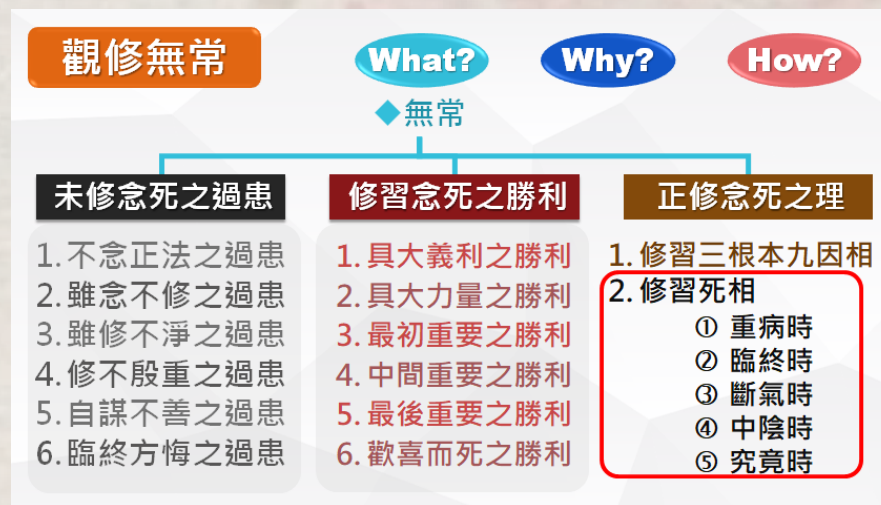 觀修無常
What?
Why?
How?
◆無常
未修念死之過患
1.不念正法之過患
2.雖念不修之過患
3.雖修不淨之過患
4.修不殷重之過患
5.自謀不善之過患
6.臨終方悔之過患
修習念死之勝利
1.具大義利之勝利
2.具大力量之勝利
3.最初重要之勝利
4.中間重要之勝利
5.最後重要之勝利
6.歡喜而死之勝利
正修念死之理
1.修習三根本九因相
2.修習死相
① 重病時
② 臨終時
③ 斷氣時
④ 中陰時
⑤ 究竟時